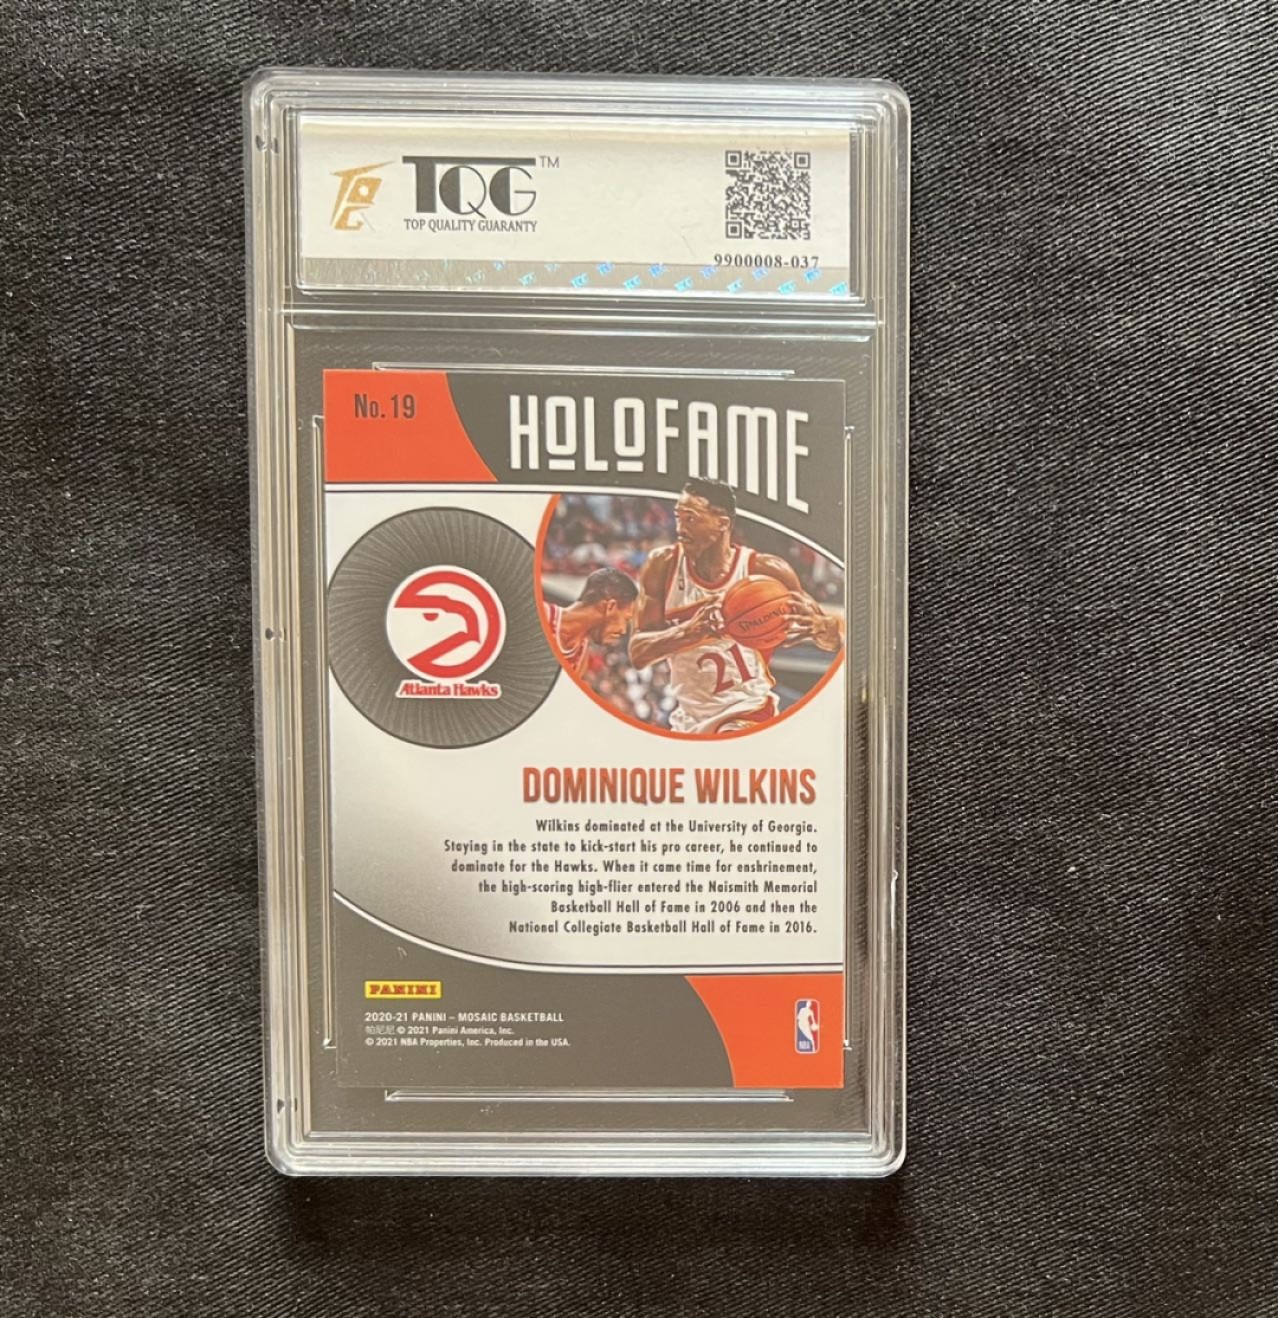 TQG™
TOP QUALITY GUARANTY
9900008-037
No.19
HOLOFAME
Atlanta Hawks
SPALDING
21
DOMINIQUE WILKINS
Wilkins dominated at the University of Georgia.
Staying in the state to kick-start his pro career, he continued to
dominate for the Hawks. When it came time for enshrinement,
the high-scoring high-flier entered the Naismith Memorial
Basketball Hall of Fame in 2006 and then the
National Collegiate Basketball Hall of Fame in 2016.
PANINI
2020-21 PANINI – MOSAIC BASKETBALL
帕尼尼 © 2021 Panini America, Inc.
© 2021 NBA Properties, Inc. Produced in the USA.
NBA